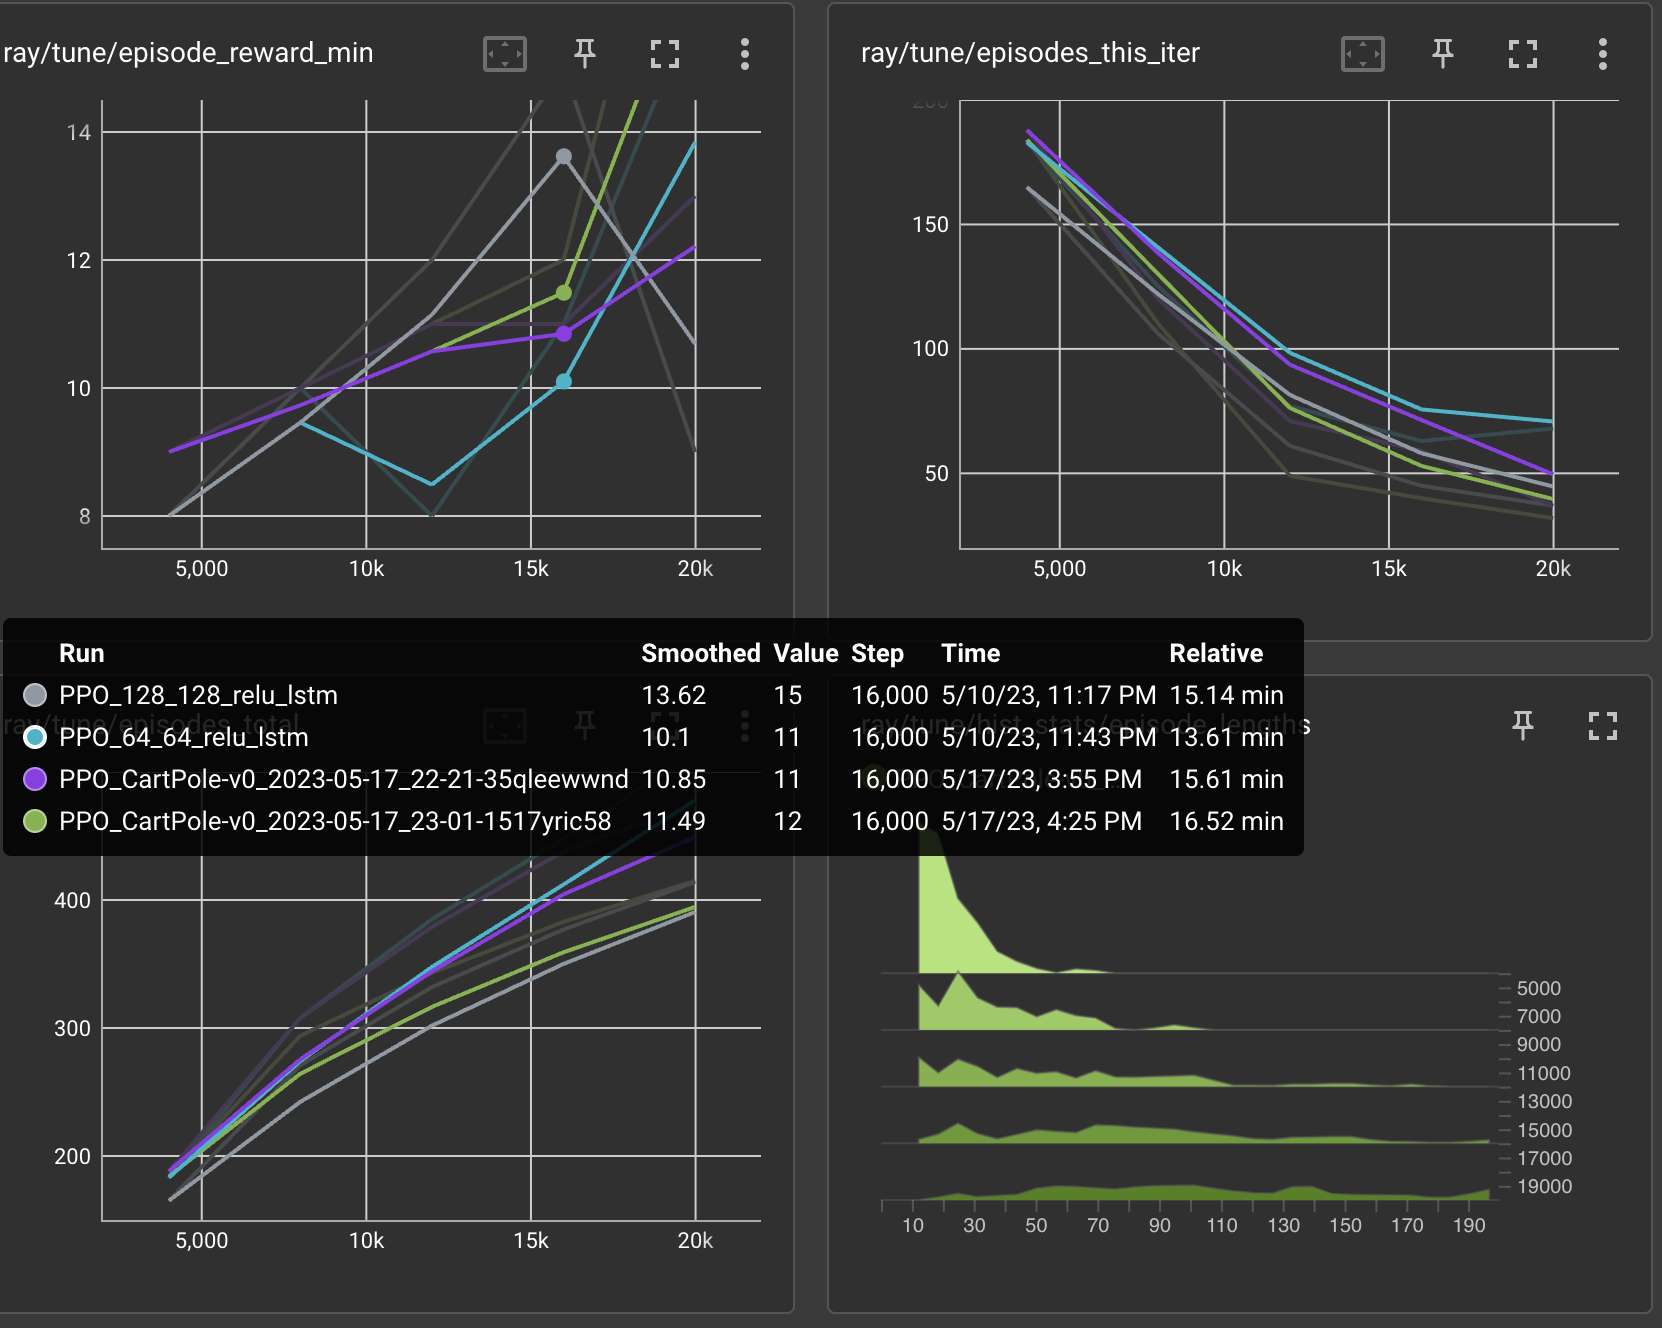 ray/tune/episode_reward_min
14
12
10
8
5,000 10k 15k 20k
ray/tune/episodes_this_iter
200
150
100
50
5,000 10k 15k 20k
Run Smoothed Value Step Time Relative
PPO_128_128_relu_lstm 13.62 15 16,000 5/10/23, 11:17 PM 15.14 min
PPO_64_64_relu_lstm 10.1 11 16,000 5/10/23, 11:43 PM 13.61 min
PPO_CartPole-v0_2023-05-17_22-21-35qleewwnd 10.85 11 16,000 5/17/23, 3:55 PM 15.61 min
PPO_CartPole-v0_2023-05-17_23-01-1517yric58 11.49 12 16,000 5/17/23, 4:25 PM 16.52 min
ray/tune/episodes_total
400
300
200
5,000 10k 15k 20k
ray/tune/hist_stats/episode_lengths
5000
7000
9000
11000
13000
15000
17000
19000
10 30 50 70 90 110 130 150 170 190